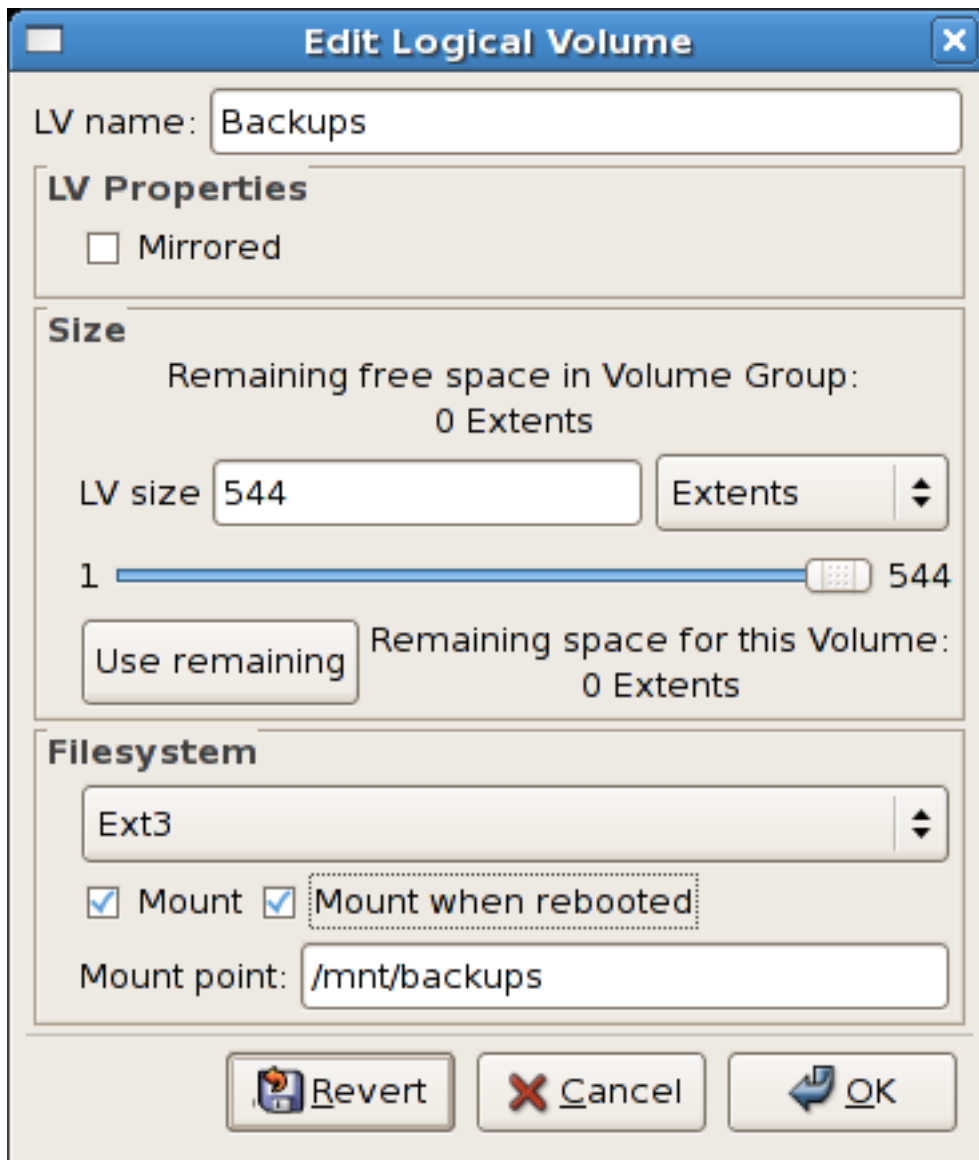 Edit Logical Volume
LV name: Backups
LV Properties
Mirrored
Size
Remaining free space in Volume Group:
0 Extents
LV size 544 Extents
1 544
Use remaining
Remaining space for this Volume:
0 Extents
Filesystem
Ext3
Mount Mount when rebooted
Mount point: /mnt/backups
Revert Cancel OK